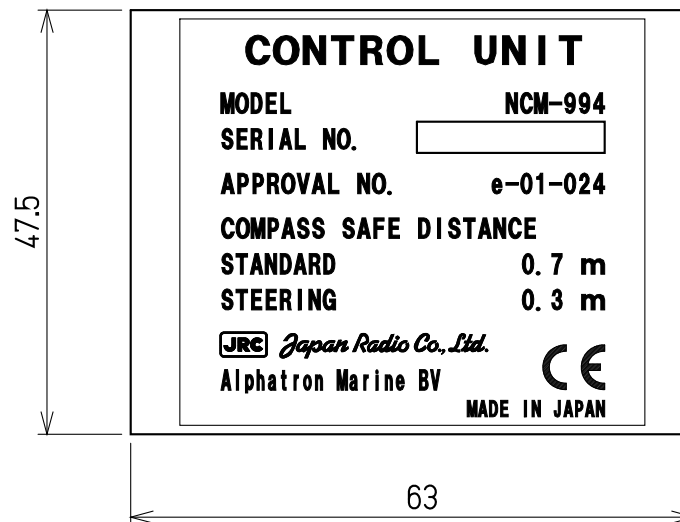 CONTROL UNIT
MODEL NCM-994
SERIAL NO.
APPROVAL NO. e-01-024
COMPASS SAFE DISTANCE
STANDARD 0.7 m
STEERING 0.3 m
JRC Japan Radio Co., Ltd.
Alphatron Marine BV CE
MADE IN JAPAN
47.5
63